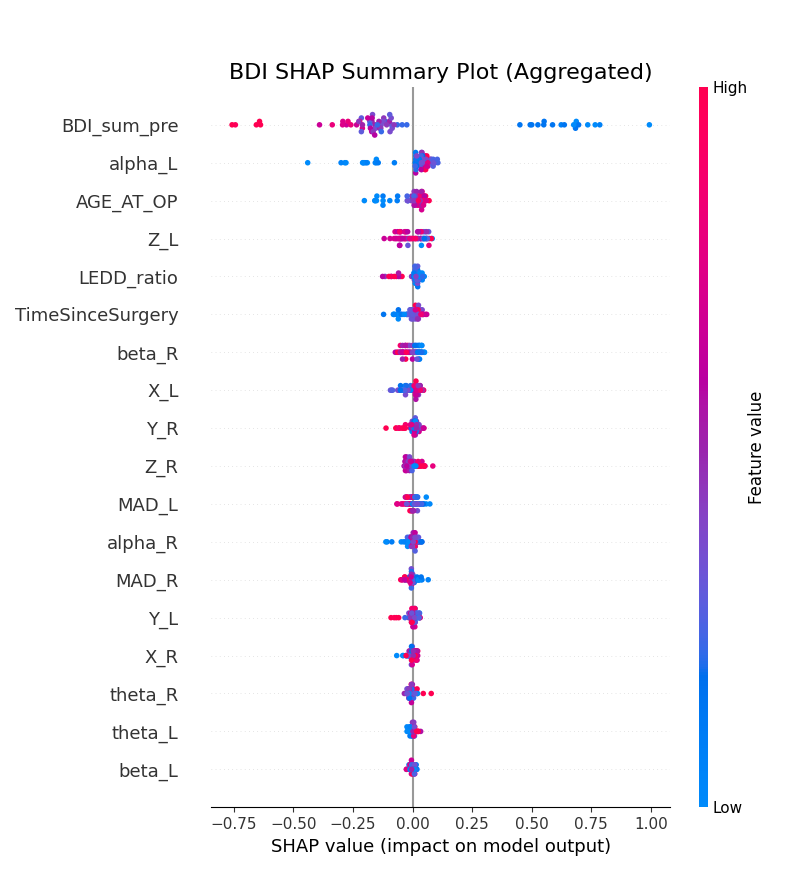 BDI SHAP Summary Plot (Aggregated)
High
BDI_sum_pre
alpha_L
AGE_AT_OP
Z_L
LEDD_ratio
TimeSinceSurgery
beta_R
X_L
Y_R
Z_R
MAD_L
alpha_R
MAD_R
Y_L
X_R
theta_R
theta_L
beta_L
Feature value
Low
−0.75 −0.50 −0.25 0.00 0.25 0.50 0.75 1.00
SHAP value (impact on model output)